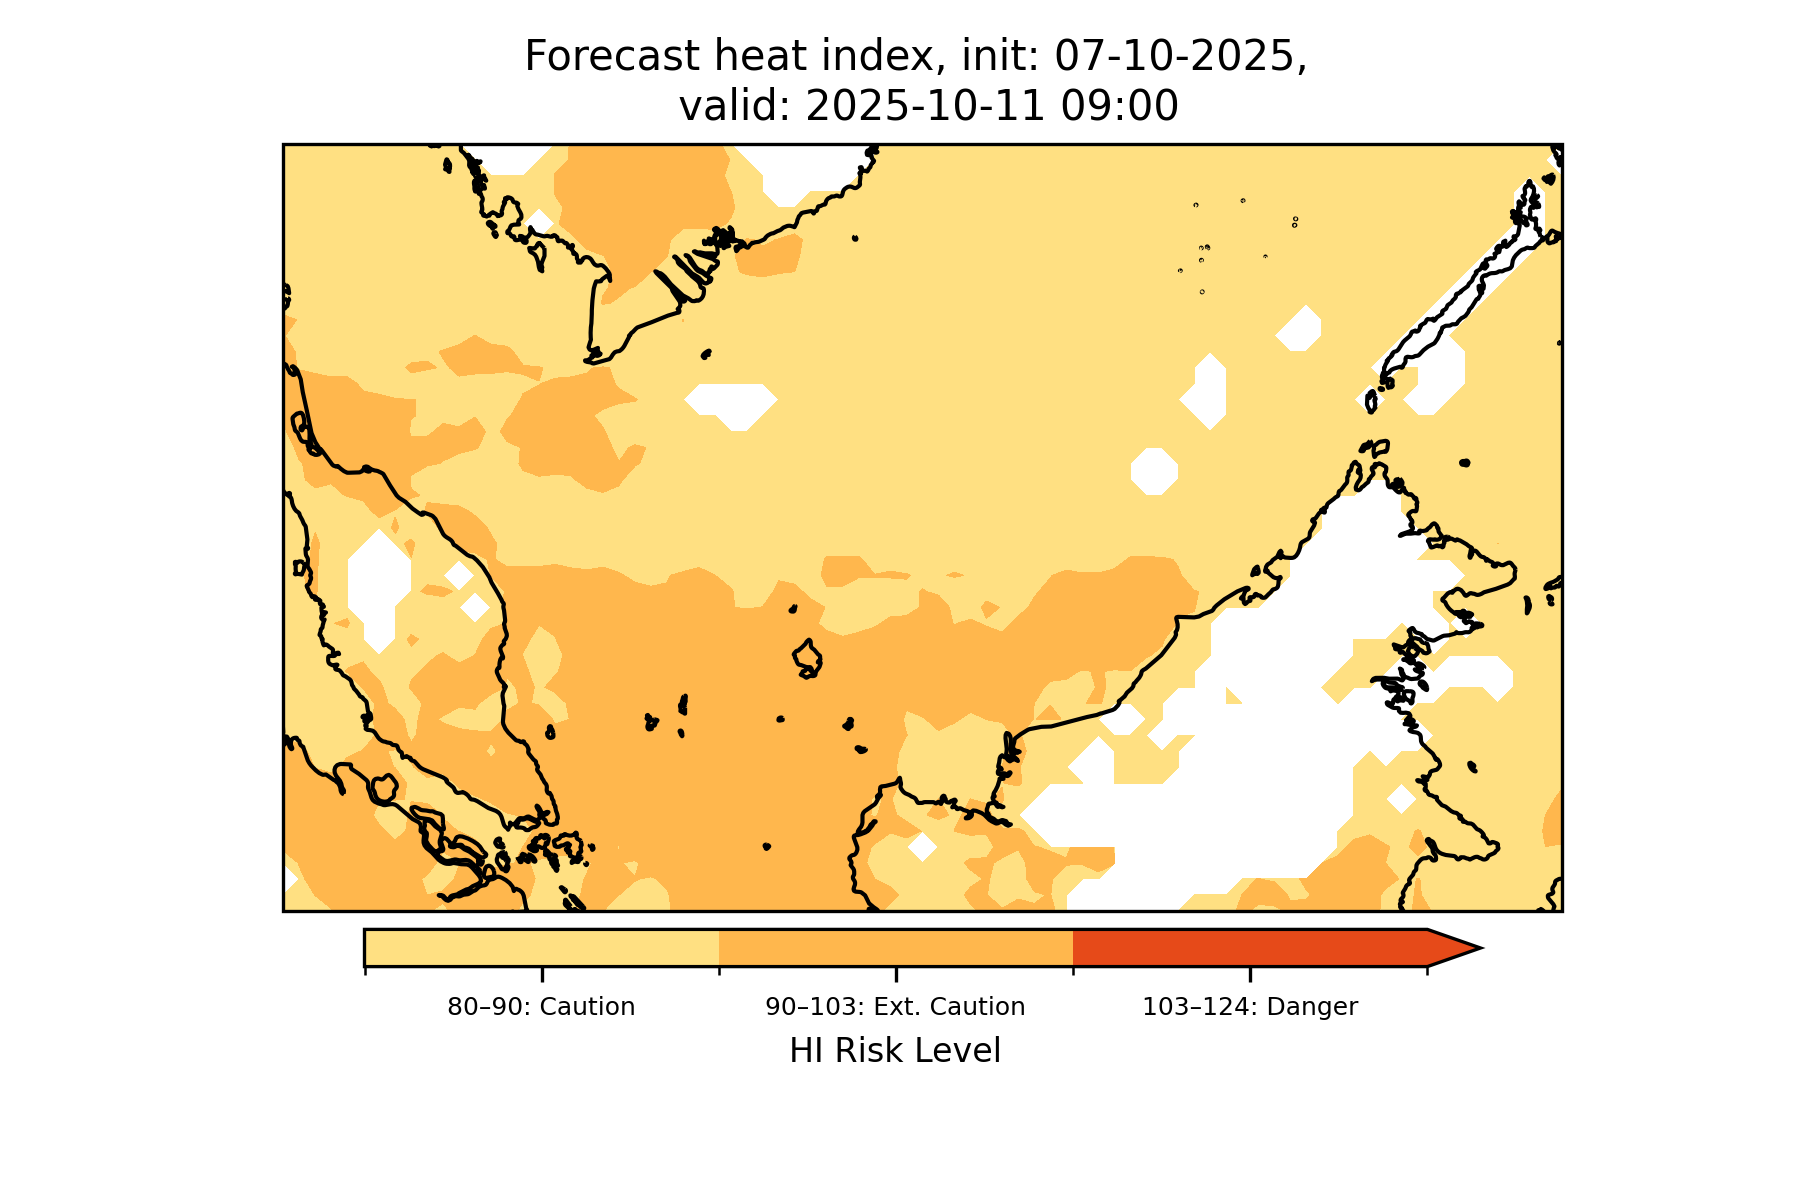 Forecast heat index, init: 07-10-2025,
valid: 2025-10-11 09:00
80–90: Caution
90–103: Ext. Caution
103–124: Danger
HI Risk Level